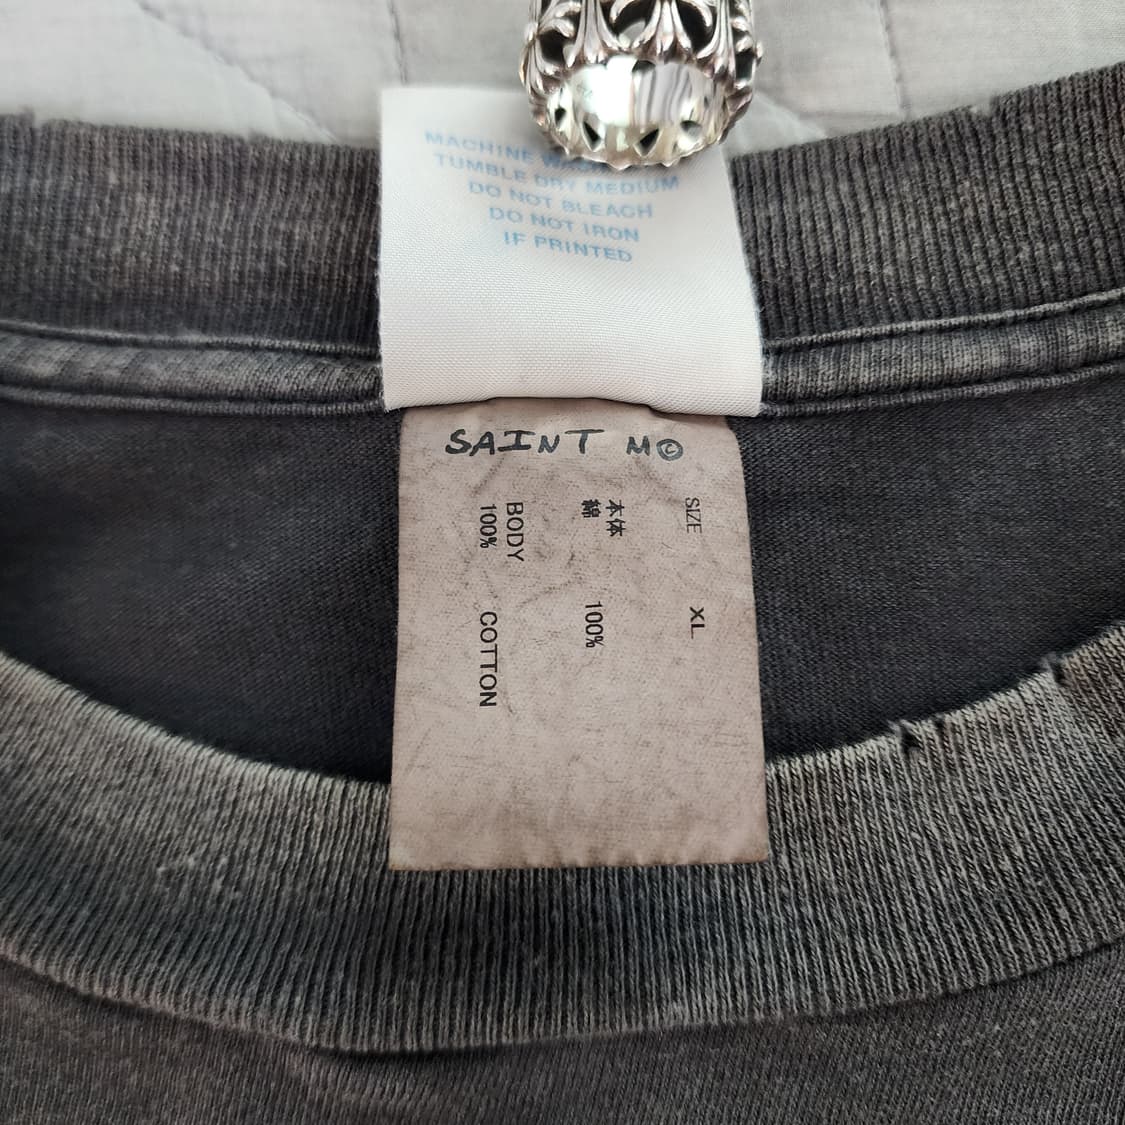 MACHINE
TUMBLE DRY MEDIUM
DO NOT BLEACH
DO NOT IRON
IF PRINTED
SAINT M©
SIZE XL
本体
綿 100%
BODY
100% COTTON